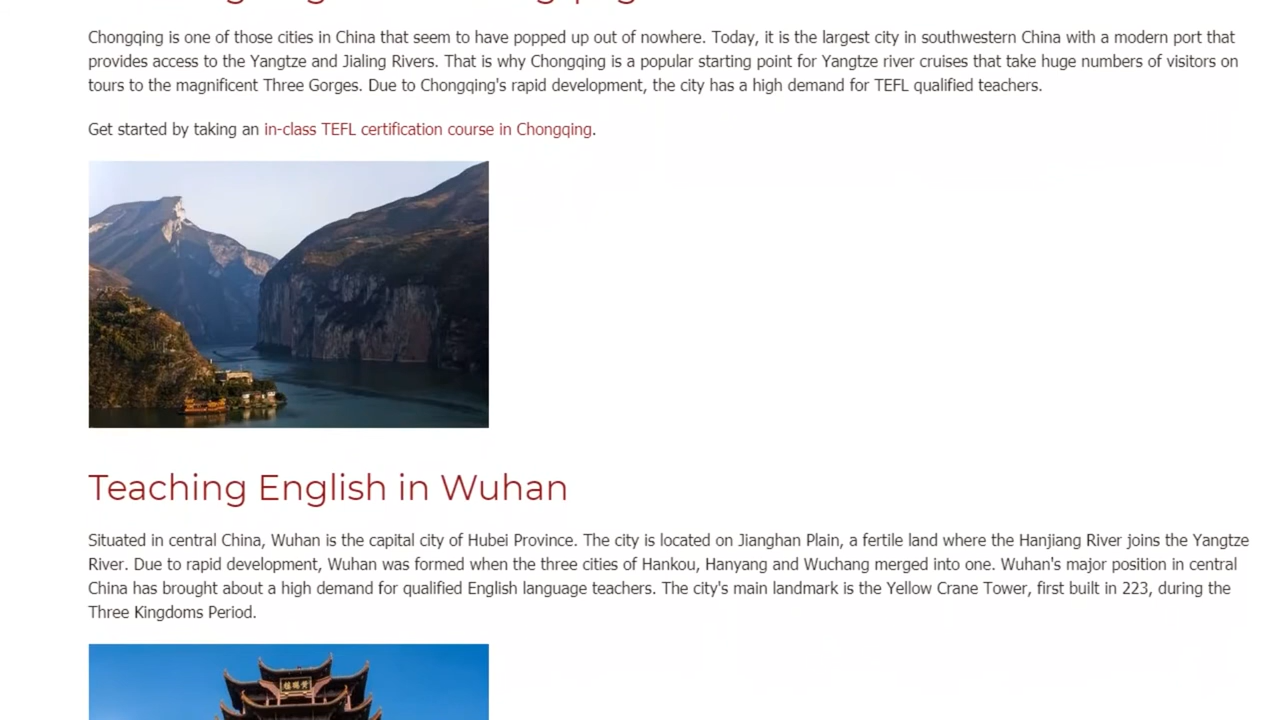 Chongqing is one of those cities in China that seem to have popped up out of nowhere. Today, it is the largest city in southwestern China with a modern port that
provides access to the Yangtze and Jialing Rivers. That is why Chongqing is a popular starting point for Yangtze river cruises that take huge numbers of visitors on
tours to the magnificent Three Gorges. Due to Chongqing's rapid development, the city has a high demand for TEFL qualified teachers.
Get started by taking an in-class TEFL certification course in Chongqing.
Teaching English in Wuhan
Situated in central China, Wuhan is the capital city of Hubei Province. The city is located on Jianghan Plain, a fertile land where the Hanjiang River joins the Yangtze
River. Due to rapid development, Wuhan was formed when the three cities of Hankou, Hanyang and Wuchang merged into one. Wuhan's major position in central
China has brought about a high demand for qualified English language teachers. The city's main landmark is the Yellow Crane Tower, first built in 223, during the
Three Kingdoms Period.